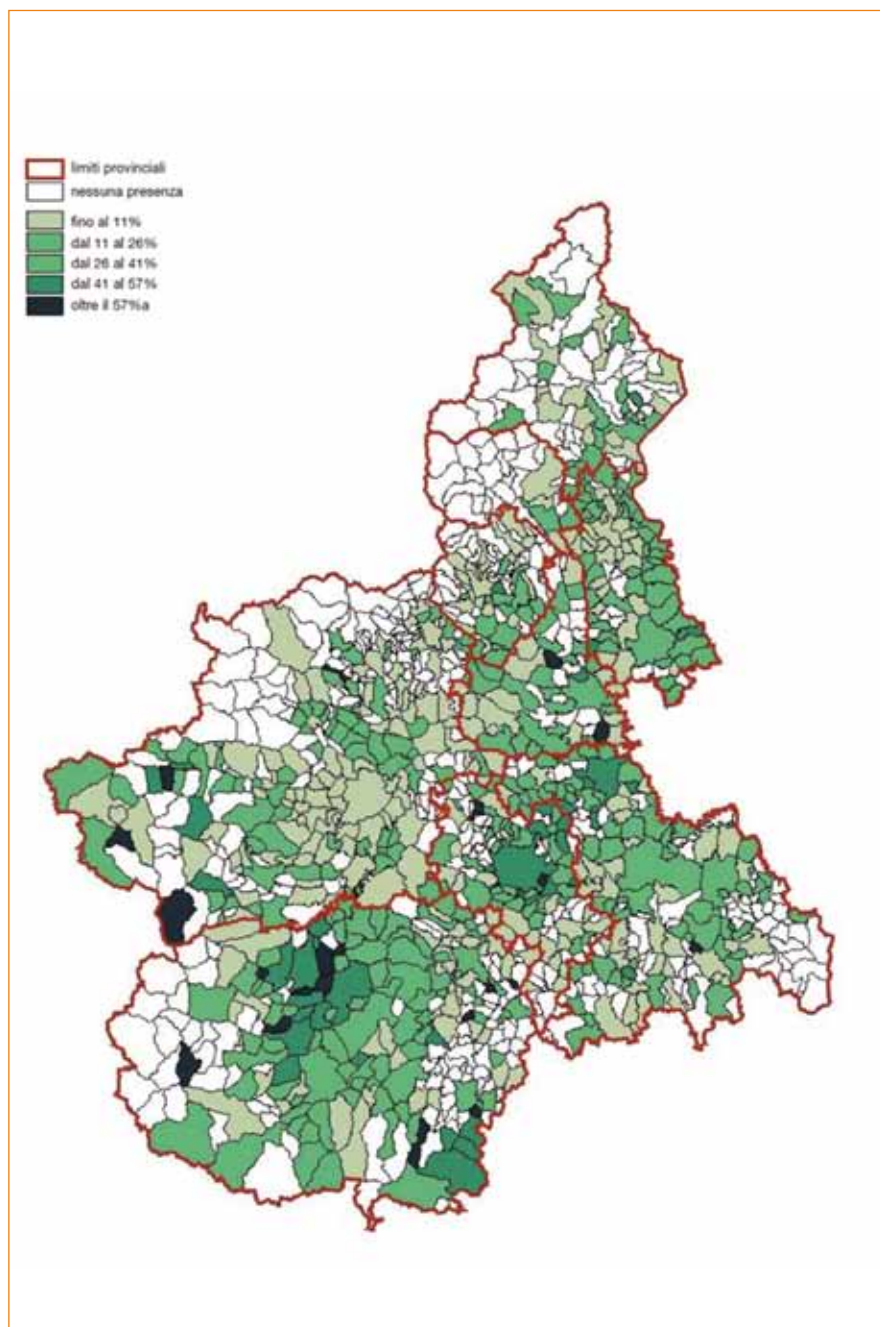 limiti provinciali
nessuna presenza
fino al 11%
dal 11 al 26%
dal 26 al 41%
dal 41 al 57%
oltre il 57%a